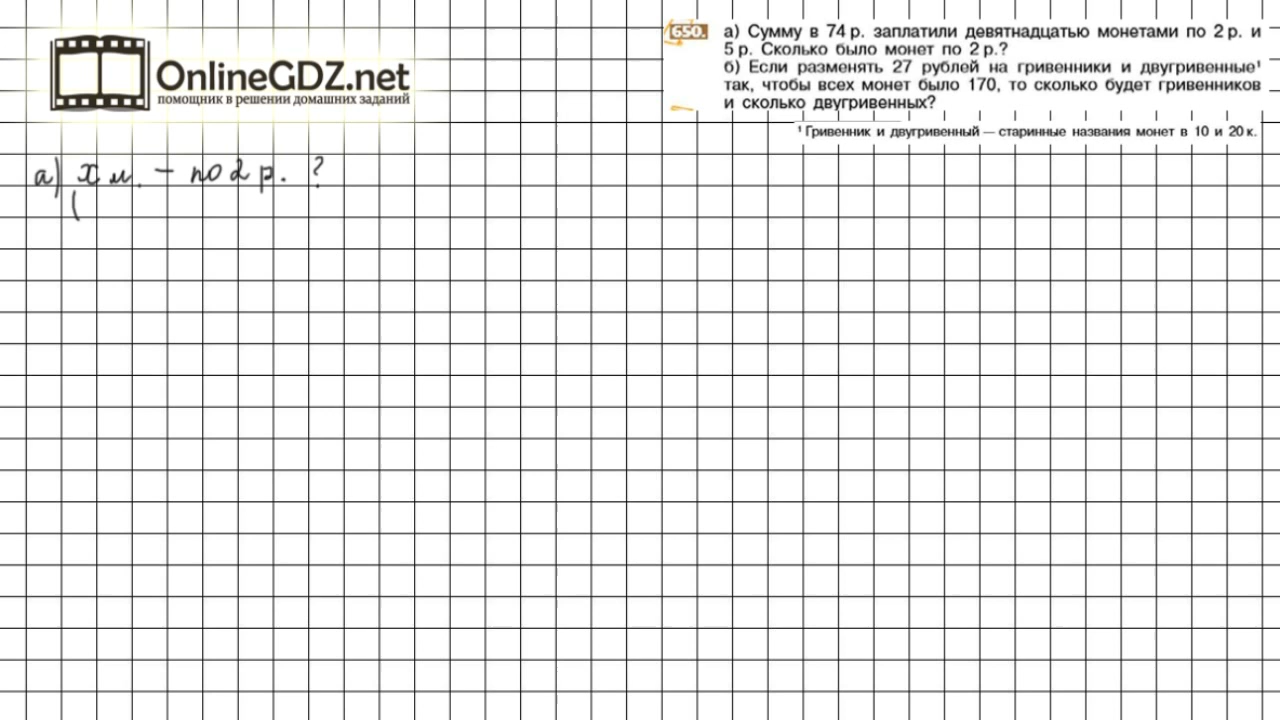 OnlineGDZ.net
помощник в решении домашних заданий
650. а) Сумму в 74 р. заплатили девятнадцатью монетами по 2 р. и
5 р. Сколько было монет по 2 р.?
б) Если разменять 27 рублей на гривенники и двугривенные¹
так, чтобы всех монет было 170, то сколько будет гривенников
и сколько двугривенных?
¹ Гривенник и двугривенный — старинные названия монет в 10 и 20 к.
а) х м. – по 2 р. ?
(